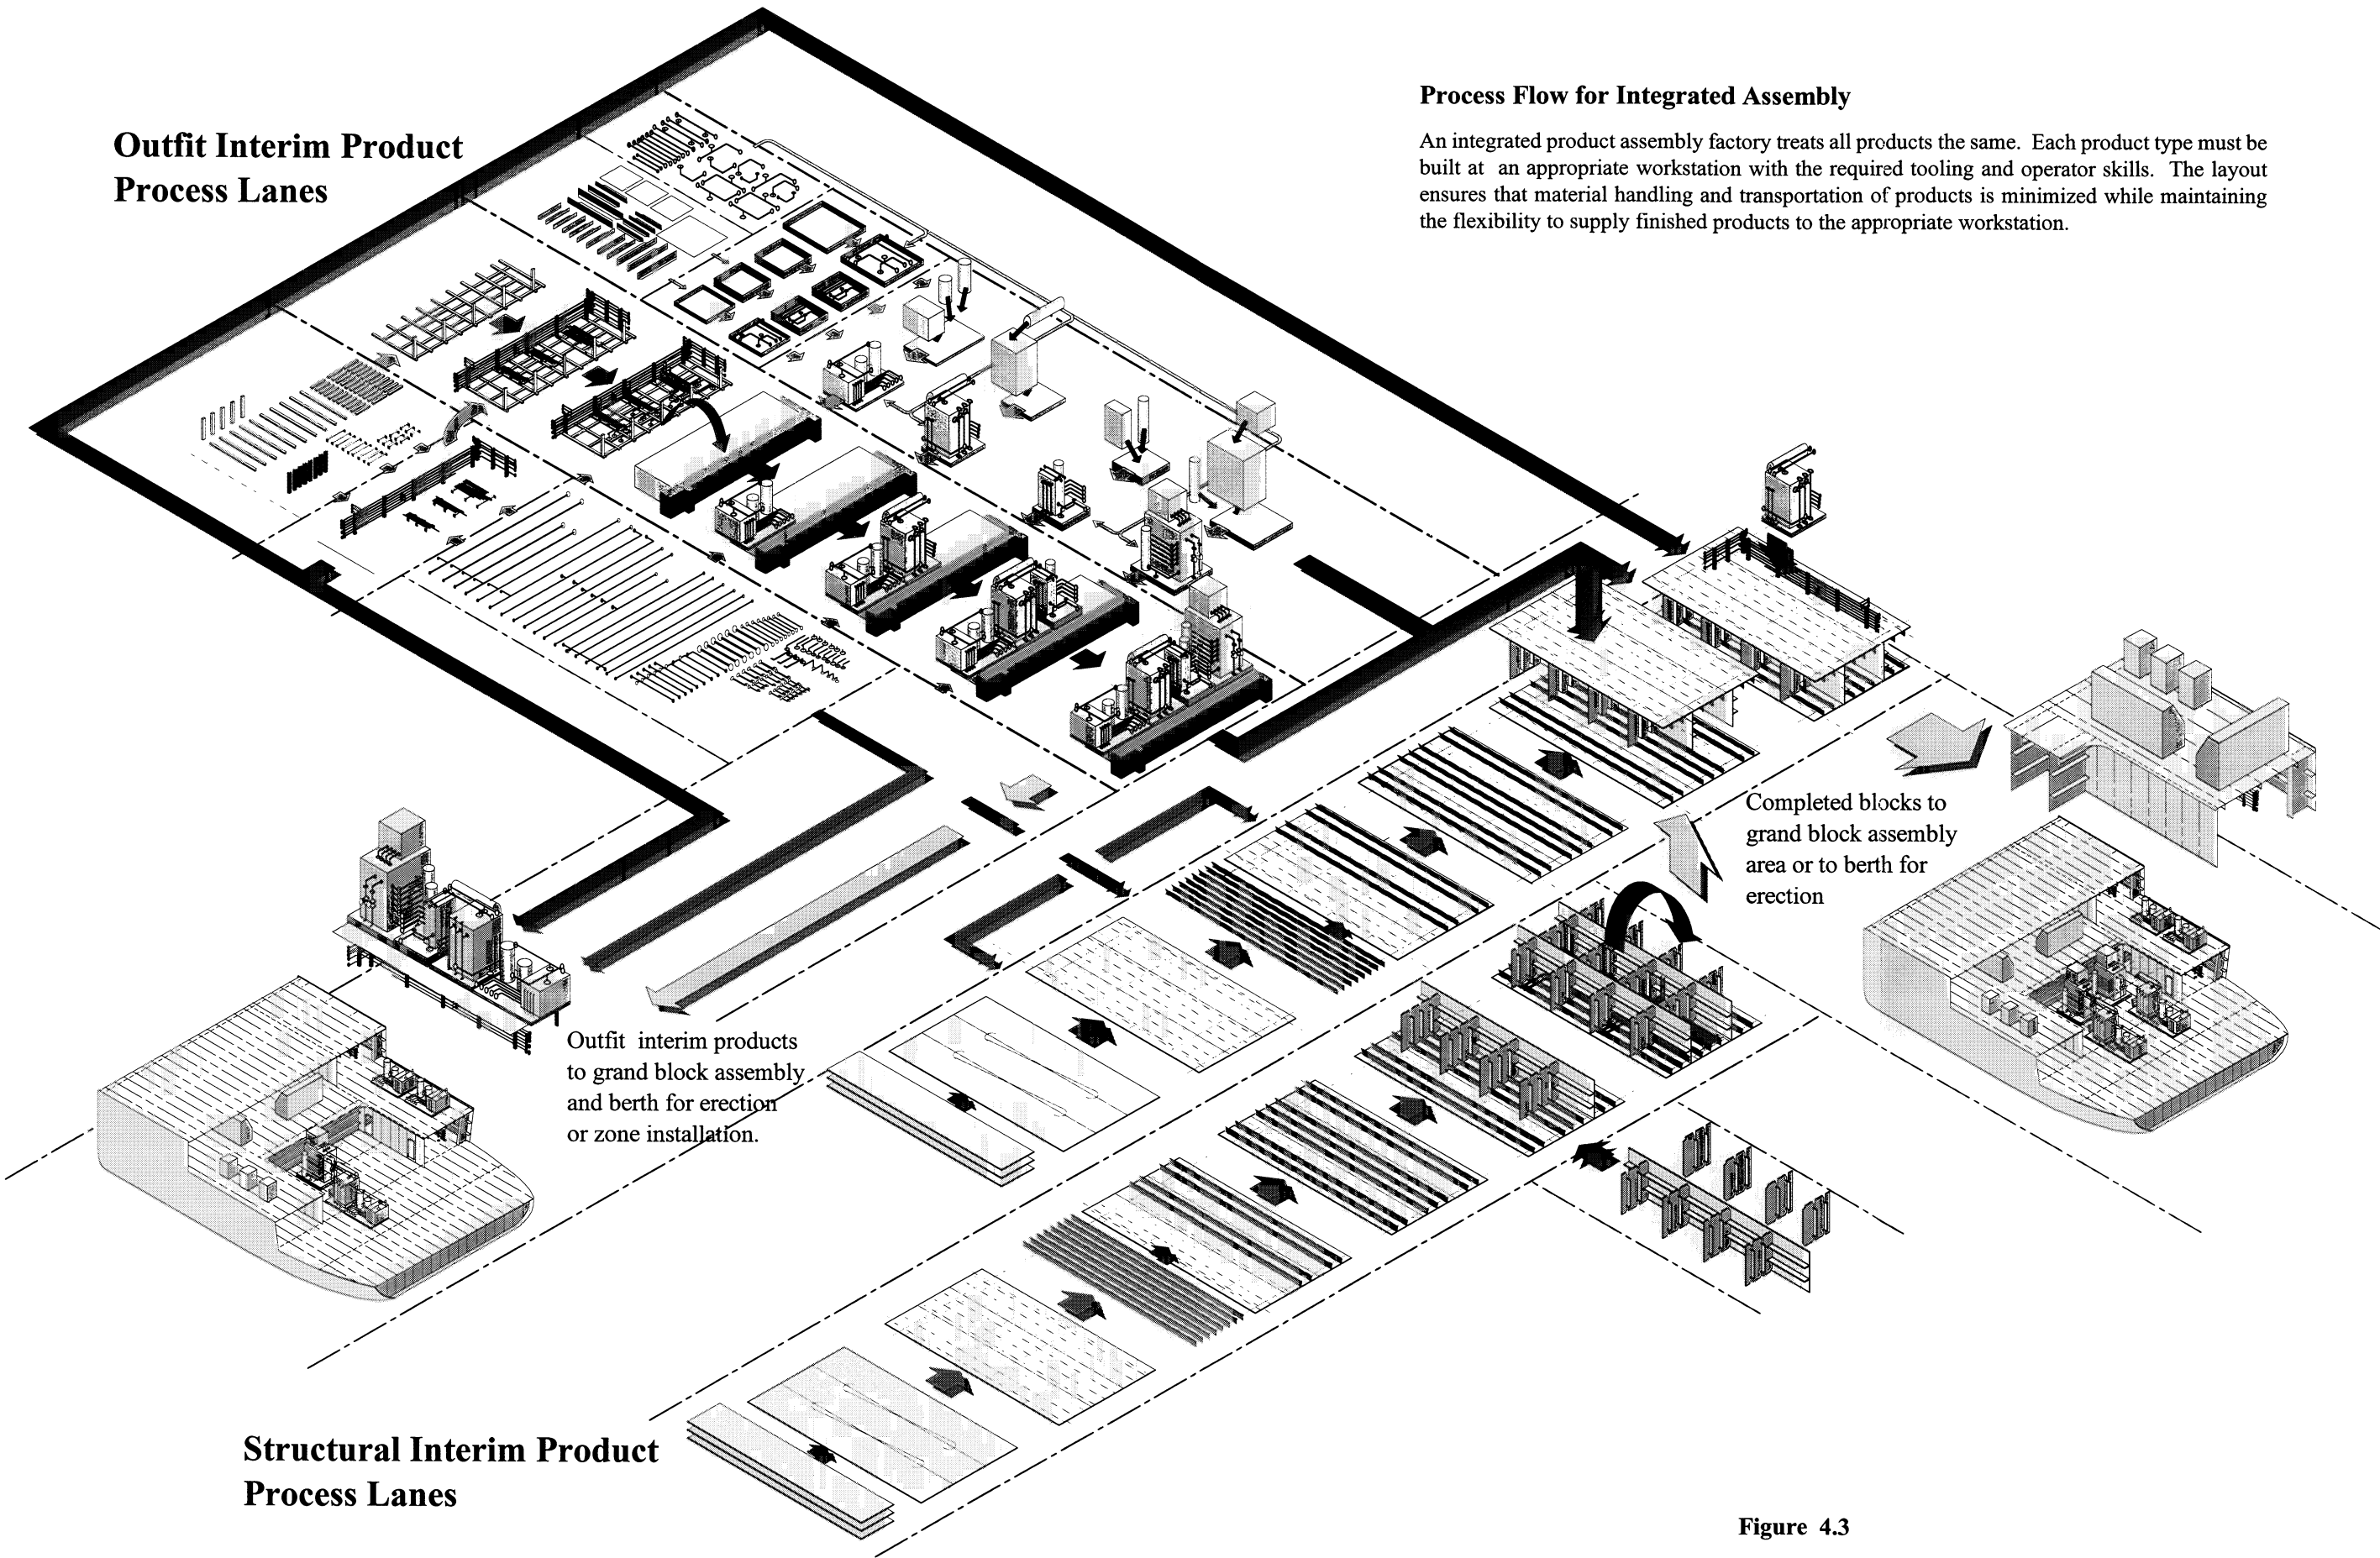 Process Flow for Integrated Assembly
An integrated product assembly factory treats all products the same.  Each product type must be
built at  an appropriate workstation with the required tooling and operator skills.  The layout
ensures that material handling and transportation of products is minimized while maintaining
the flexibility to supply finished products to the appropriate workstation.
Outfit Interim Product
Process Lanes
Completed blocks to
grand block assembly
area or to berth for
erection
Outfit  interim products
to grand block assembly
and berth for erection
or zone installation.
Structural Interim Product
Process Lanes
Figure  4.3